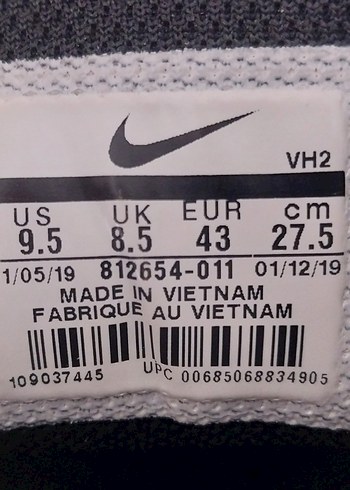 VH2
US UK EUR cm
9.5 8.5 43 27.5
1/05/19 812654-011 01/12/19
MADE IN VIETNAM
FABRIQUE AU VIETNAM
109037445 UPC 00685068834905